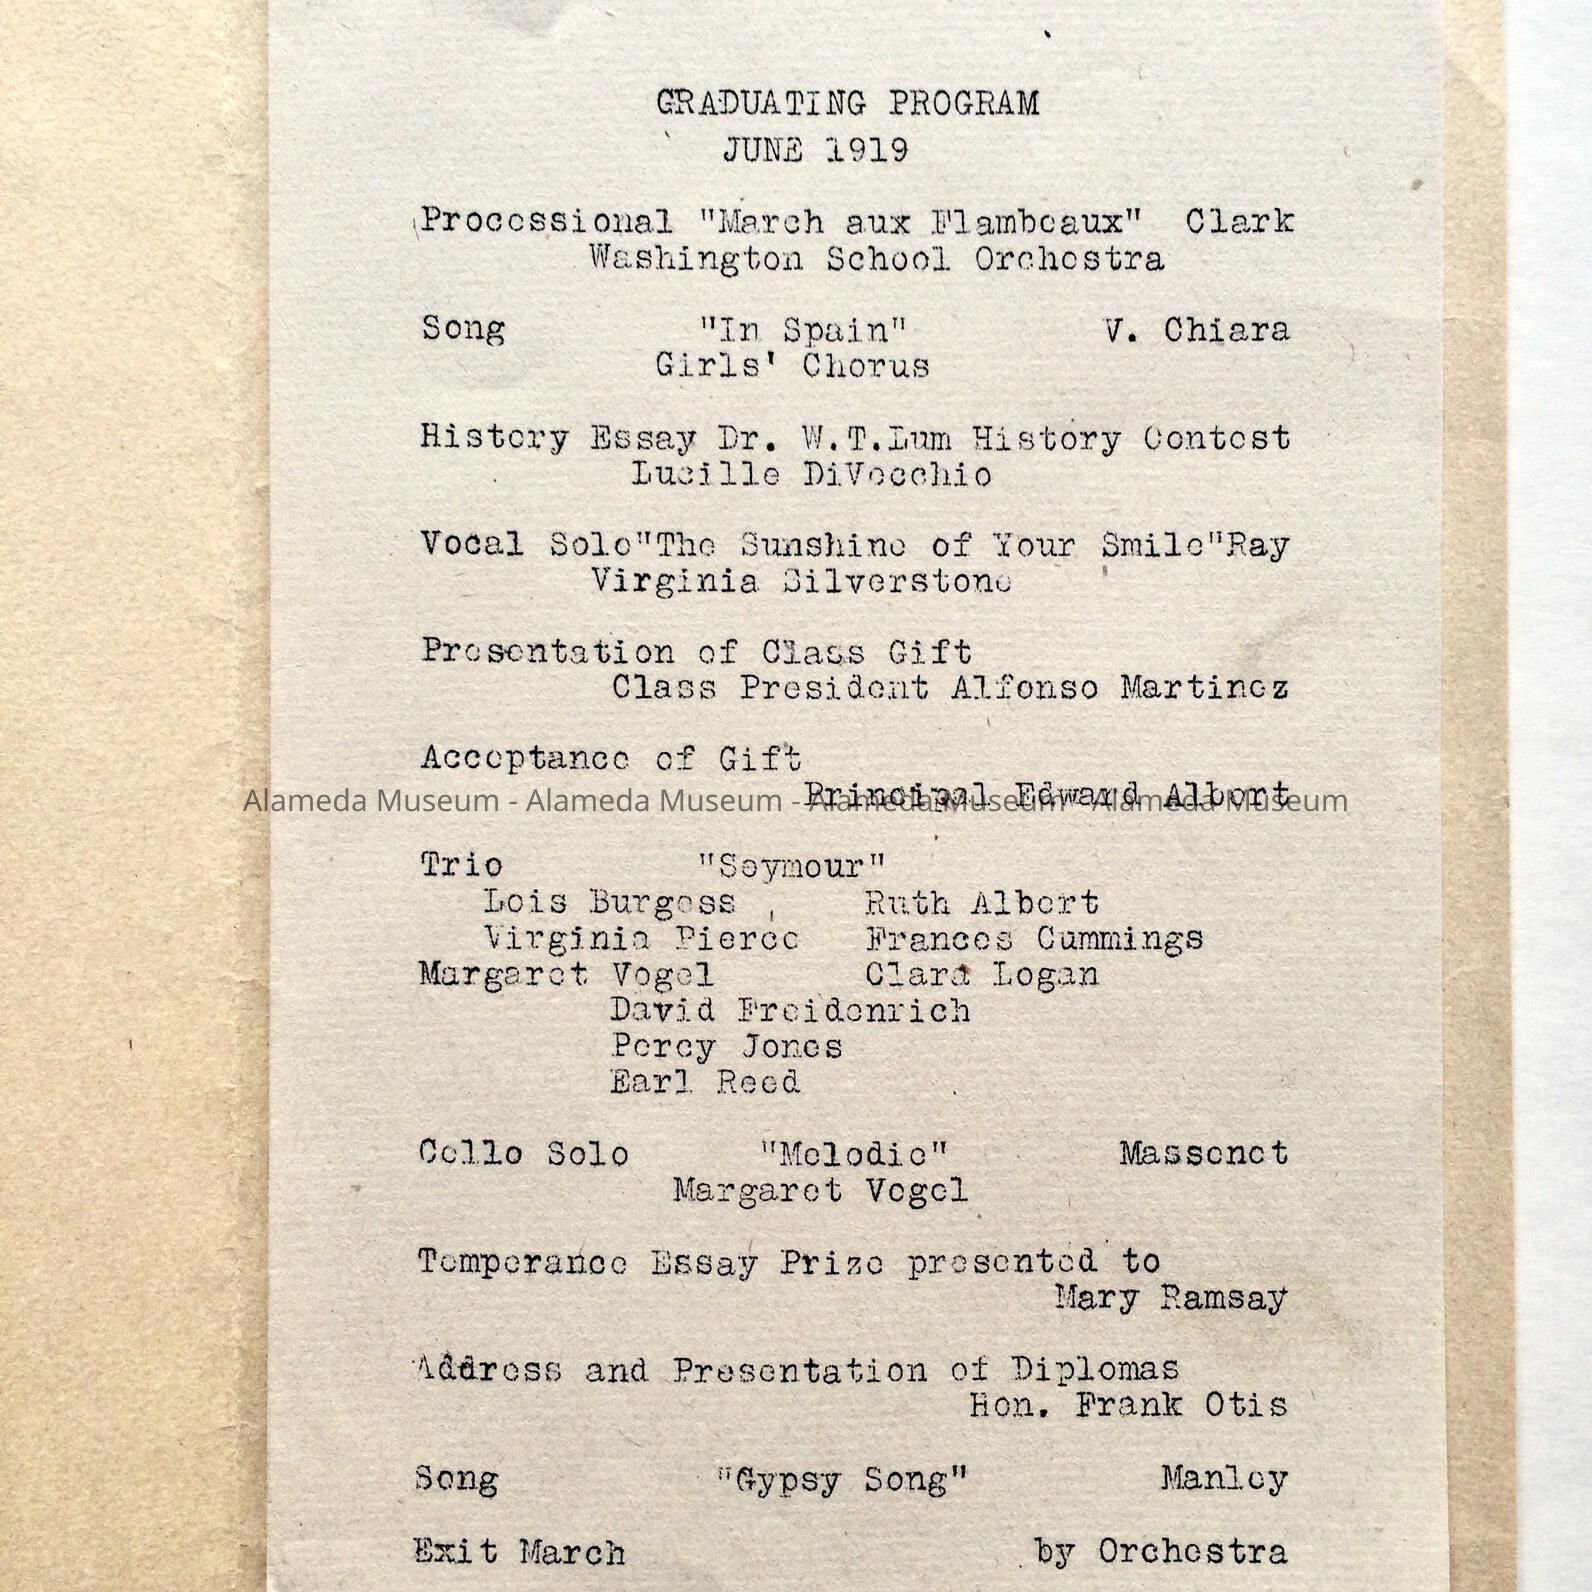 GRADUATING PROGRAM
JUNE 1919
Processional "March aux Flambeaux" Clark
Washington School Orchestra
Song "In Spain" V. Chiara
Girls' Chorus
History Essay Dr. W.T.Lum History Contest
Lucille DiVecchio
Vocal Solo"The Sunshine of Your Smile"Ray
Virginia Silverstone
Presentation of Class Gift
Class President Alfonso Martinez
Acceptance of Gift
Principal Edward Albert
Alameda Museum - Alameda Museum - Alameda Museum - Alameda Museum
Trio "Seymour"
Lois Burgess Ruth Albert
Virginia Pierce Frances Cummings
Margaret Vogel Clara Logan
David Freidenrich
Percy Jones
Earl Reed
Cello Solo "Melodie" Massenet
Margaret Vogel
Temperance Essay Prize presented to
Mary Ramsay
Address and Presentation of Diplomas
Hon. Frank Otis
Song "Gypsy Song" Manley
Exit March by Orchestra